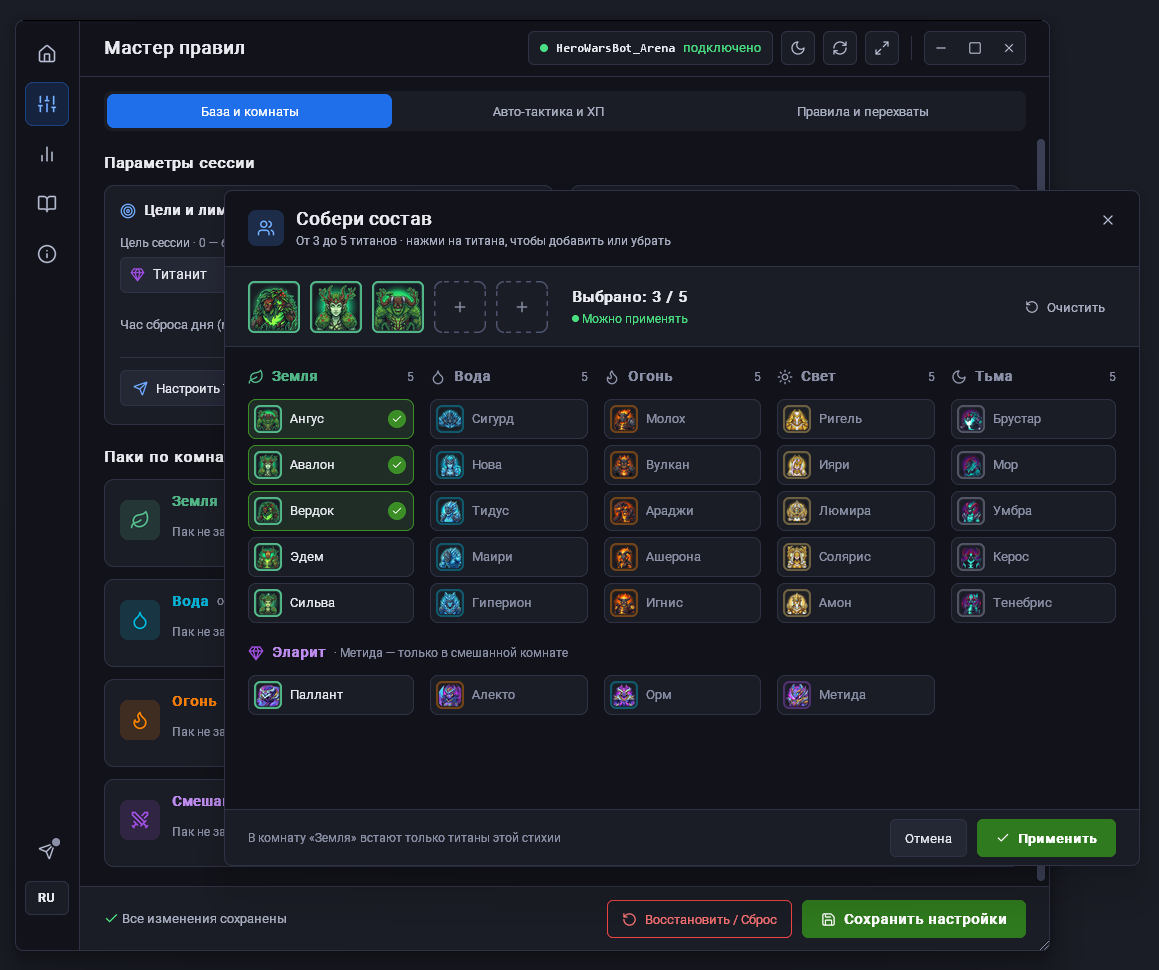 Мастер правил
HeroWarsBot_Arena подключено
База и комнаты
Авто-тактика и ХП
Правила и перехваты
Параметры сессии
Цели и лим
Цель сессии · 0 —
Титанит
Час сброса дня
Настроить
Паки по комна
Земля
Пак не за
Вода
Пак не за
Огонь
Пак не за
Смеша
Пак не за
Собери состав
От 3 до 5 титанов · нажми на титана, чтобы добавить или убрать
Выбрано: 3 / 5
Можно применять
Очистить
Земля 5 Вода 5 Огонь 5 Свет 5 Тьма 5
Ангус Сигурд Молох Ригель Брустар
Авалон Нова Вулкан Ияри Мор
Вердок Тидус Араджи Люмира Умбра
Эдем Маири Ашерона Солярис Керос
Сильва Гиперион Игнис Амон Тенебрис
Эларит · Метида — только в смешанной комнате
Паллант Алекто Орм Метида
В комнату «Земля» встают только титаны этой стихии
Отмена
Применить
RU
Все изменения сохранены
Восстановить / Сброс
Сохранить настройки